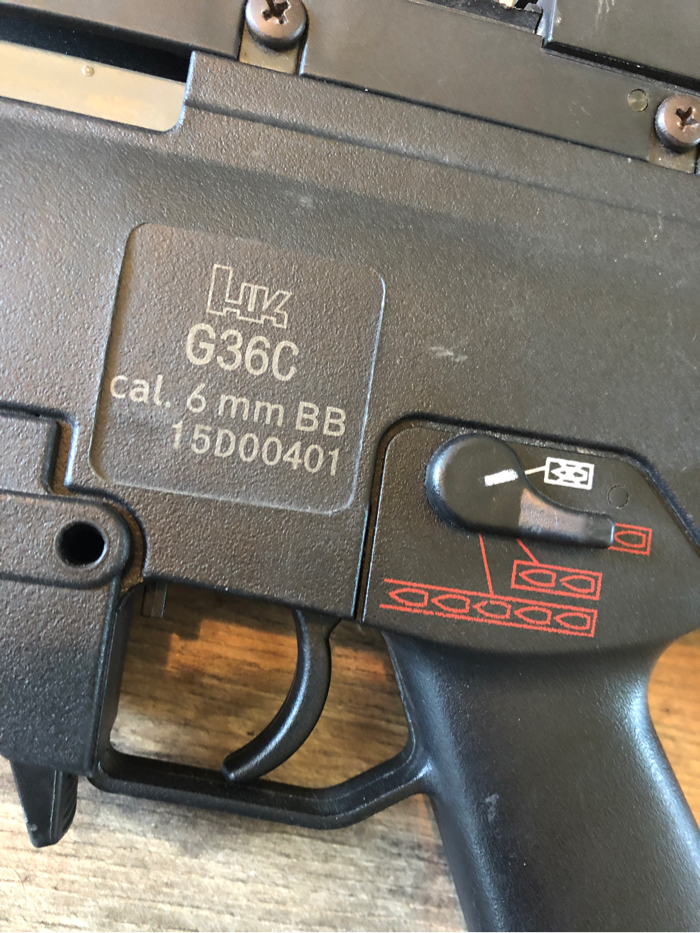 HK
G36C
cal. 6 mm BB
15D00401